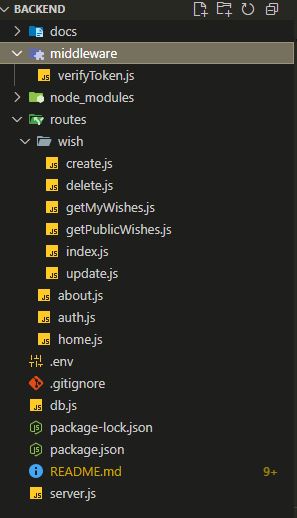 BACKEND
docs
middleware
verifyToken.js
node_modules
routes
wish
create.js
delete.js
getMyWishes.js
getPublicWishes.js
index.js
update.js
about.js
auth.js
home.js
.env
.gitignore
db.js
package-lock.json
package.json
README.md 9+
server.js